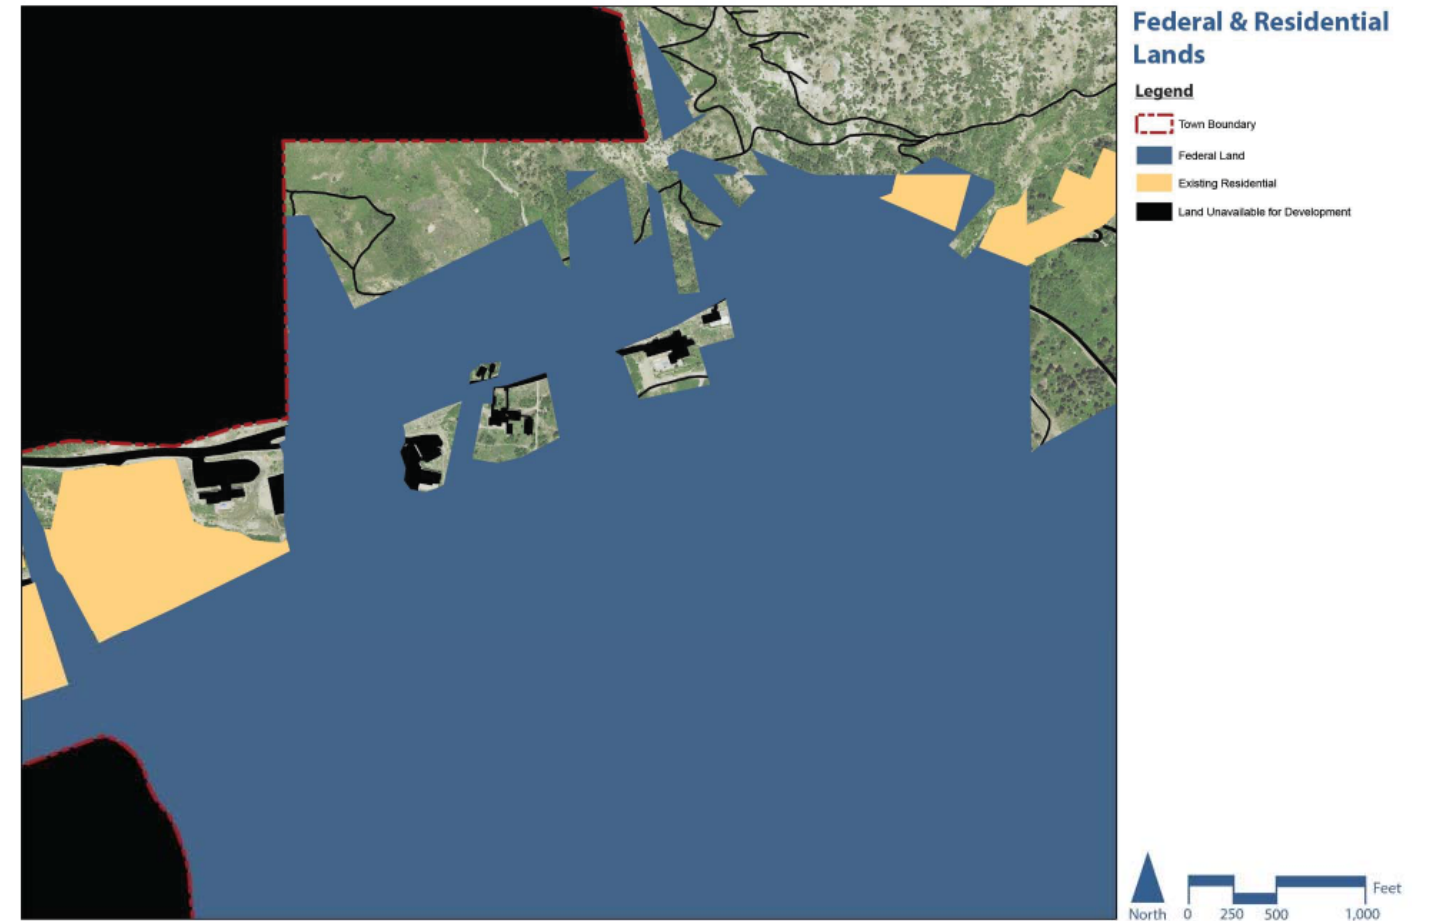 Federal & Residential
Lands
Legend
Town Boundary
Federal Land
Existing Residential
Land Unavailable for Development
North
0 250 500 1,000
Feet